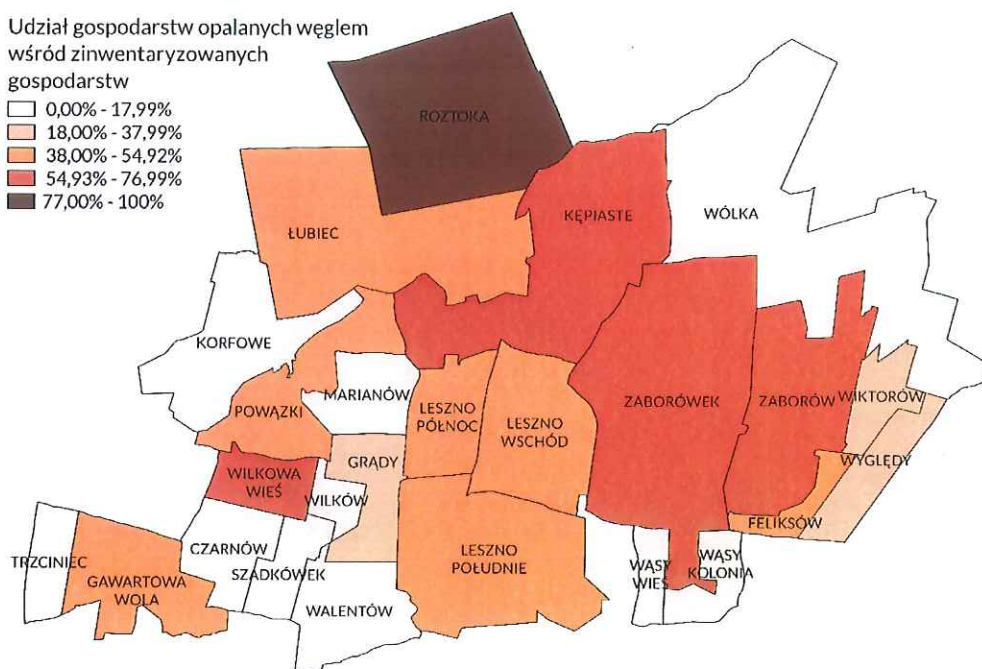 Udział gospodarstw opalanych węglem
wśród zinwentaryzowanych
gospodarstw
0,00% - 17,99%
18,00% - 37,99%
38,00% - 54,92%
54,93% - 76,99%
77,00% - 100%
ROZTOKA
ŁUBIEC
KĘPIASTE
WÓLKA
KORFOWE
MARIANÓW
POWĄZKI
LESZNO
PÓŁNOC
LESZNO
WSCHÓD
ZABORÓWEK
ZABORÓW
WIKTORÓW
GRĄDY
WYGLĘDY
WILKOWA
WIEŚ
WILKÓW
FELIKSÓW
CZARNÓW
SZADKÓWEK
LESZNO
POŁUDNIE
TRZCINIEC
GAWARTOWA
WOLA
WALENTÓW
WĄSY
WIEŚ
WĄSY
KOLONIA